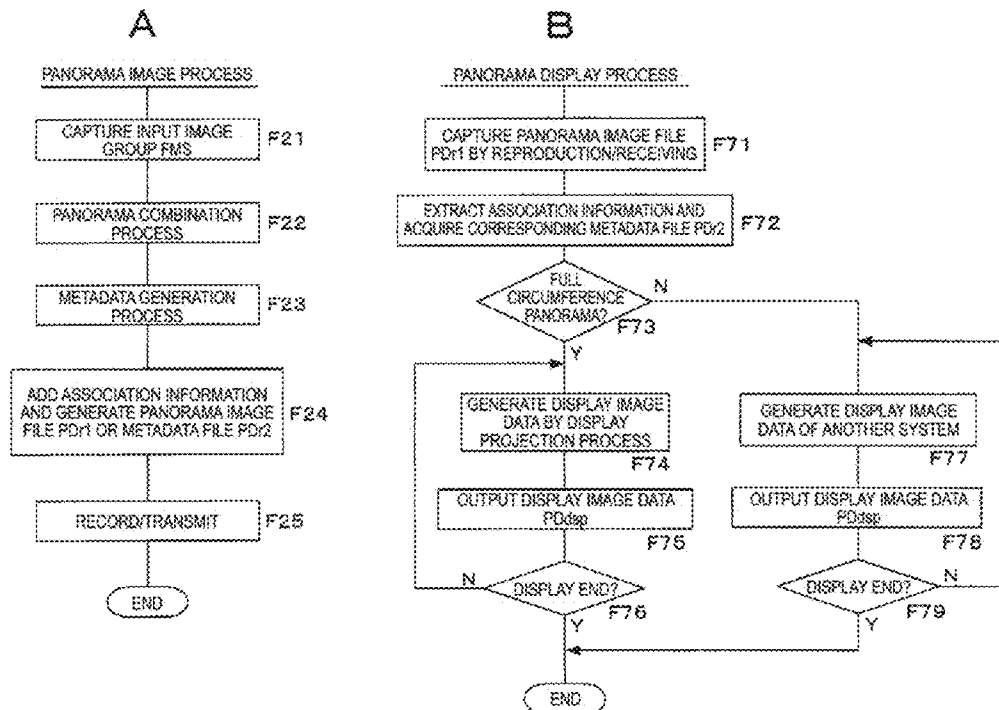 A
PANORAMA IMAGE PROCESS
CAPTURE INPUT IMAGE
GROUP FMS
F21
PANORAMA COMBINATION
PROCESS
F22
METADATA GENERATION
PROCESS
F23
ADD ASSOCIATION INFORMATION
AND GENERATE PANORAMA IMAGE
FILE PDr1 OR METADATA FILE PDr2
F24
RECORD/TRANSMIT
F25
END
B
PANORAMA DISPLAY PROCESS
CAPTURE PANORAMA IMAGE FILE
PDr1 BY REPRODUCTION/RECEIVING
F71
EXTRACT ASSOCIATION INFORMATION AND
ACQUIRE CORRESPONDING METADATA FILE PDr2
F72
FULL
CIRCUMFERENCE
PANORAMA?
F73
N
Y
GENERATE DISPLAY IMAGE
DATA BY DISPLAY
PROJECTION PROCESS
F74
OUTPUT DISPLAY IMAGE DATA
PDdsp
F75
DISPLAY END?
F76
N
Y
GENERATE DISPLAY IMAGE
DATA OF ANOTHER SYSTEM
F77
OUTPUT DISPLAY IMAGE DATA
PDdsp
F78
DISPLAY END?
F79
N
Y
END